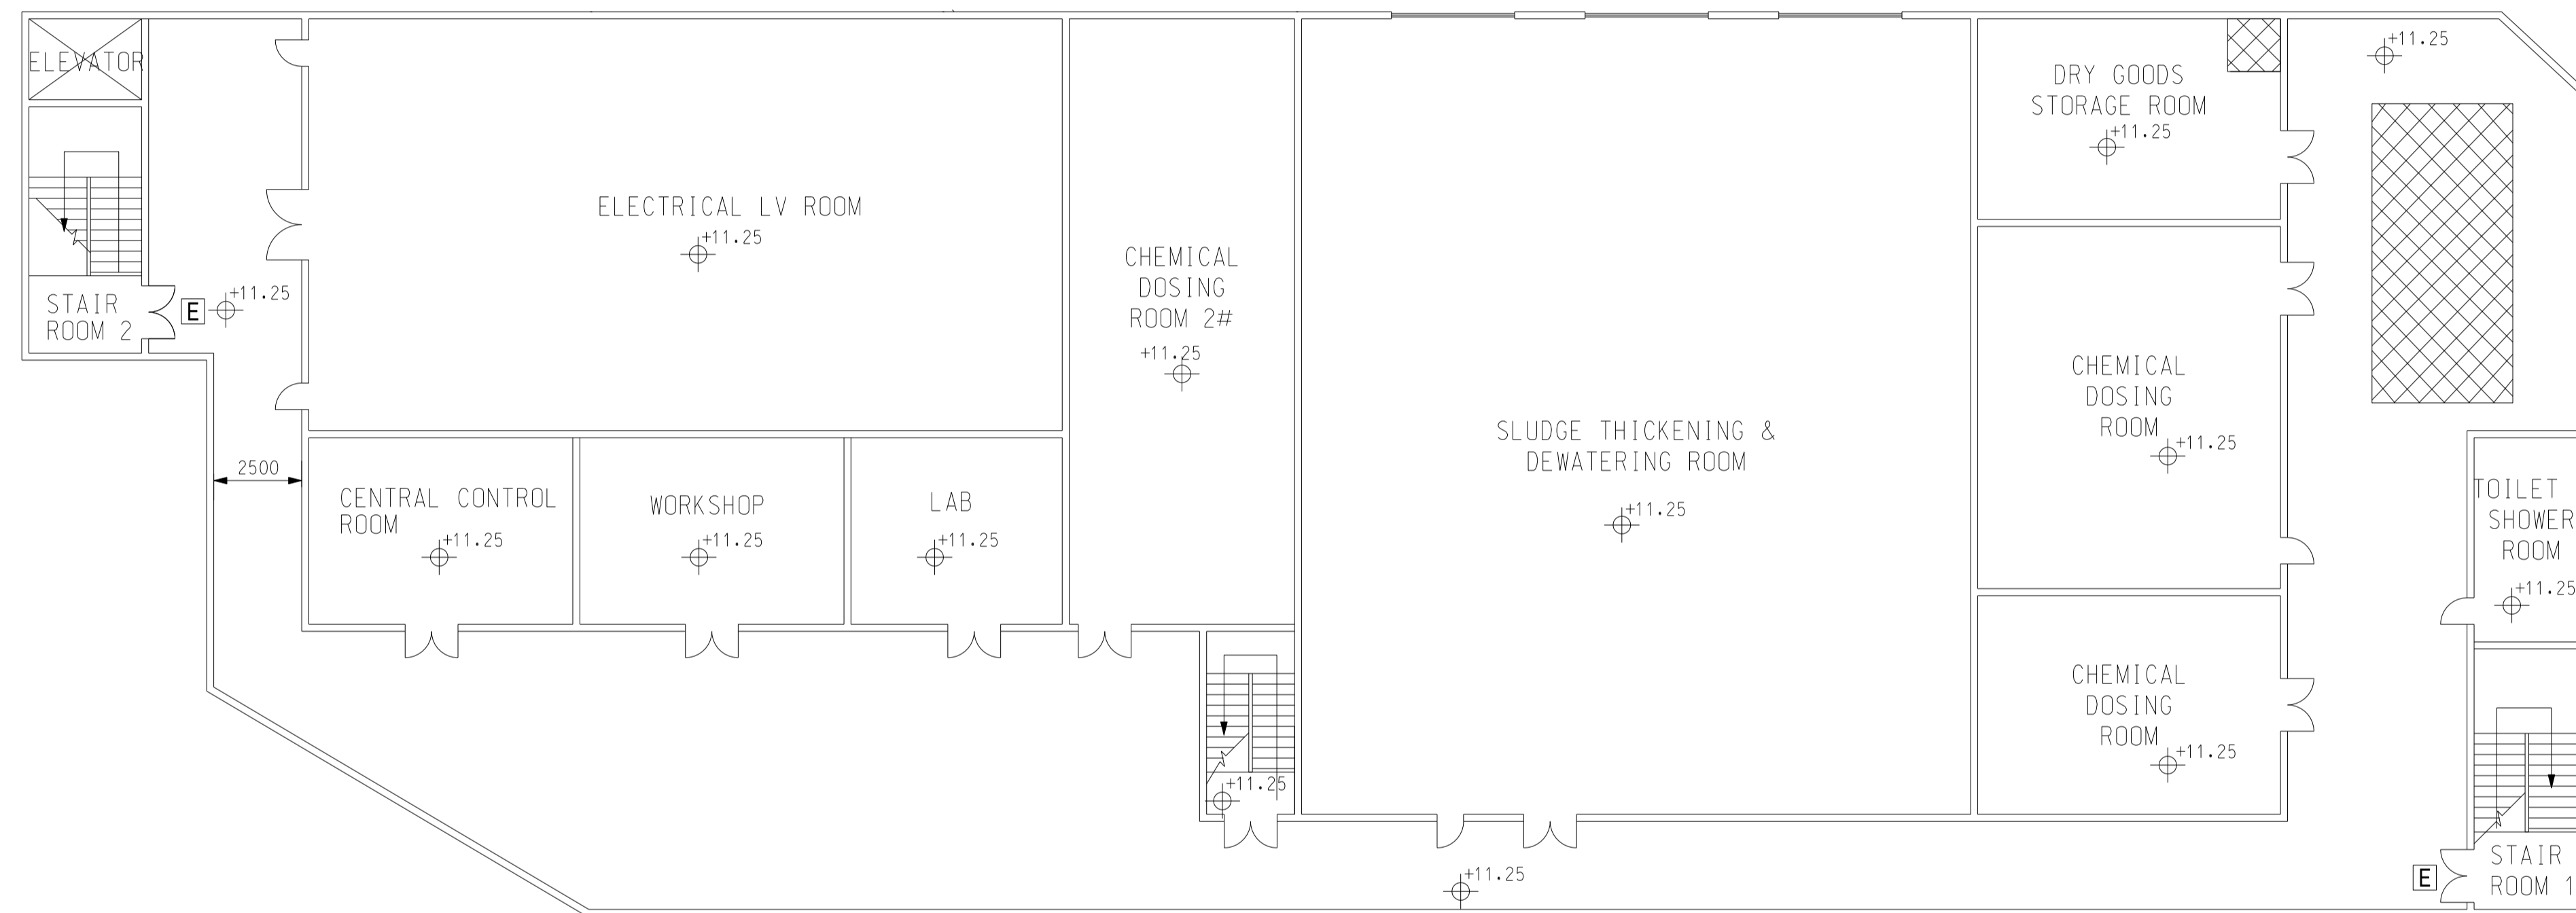 ELEVATOR
STAIR
ROOM 2
E
+11.25
2500
ELECTRICAL LV ROOM
+11.25
CENTRAL CONTROL
ROOM
+11.25
WORKSHOP
+11.25
LAB
+11.25
CHEMICAL
DOSING
ROOM 2#
+11.25
+11.25
SLUDGE THICKENING &
DEWATERING ROOM
+11.25
+11.25
DRY GOODS
STORAGE ROOM
+11.25
CHEMICAL
DOSING
ROOM
+11.25
CHEMICAL
DOSING
ROOM
+11.25
+11.25
TOILET
SHOWER
ROOM
+11.25
E
STAIR
ROOM 1